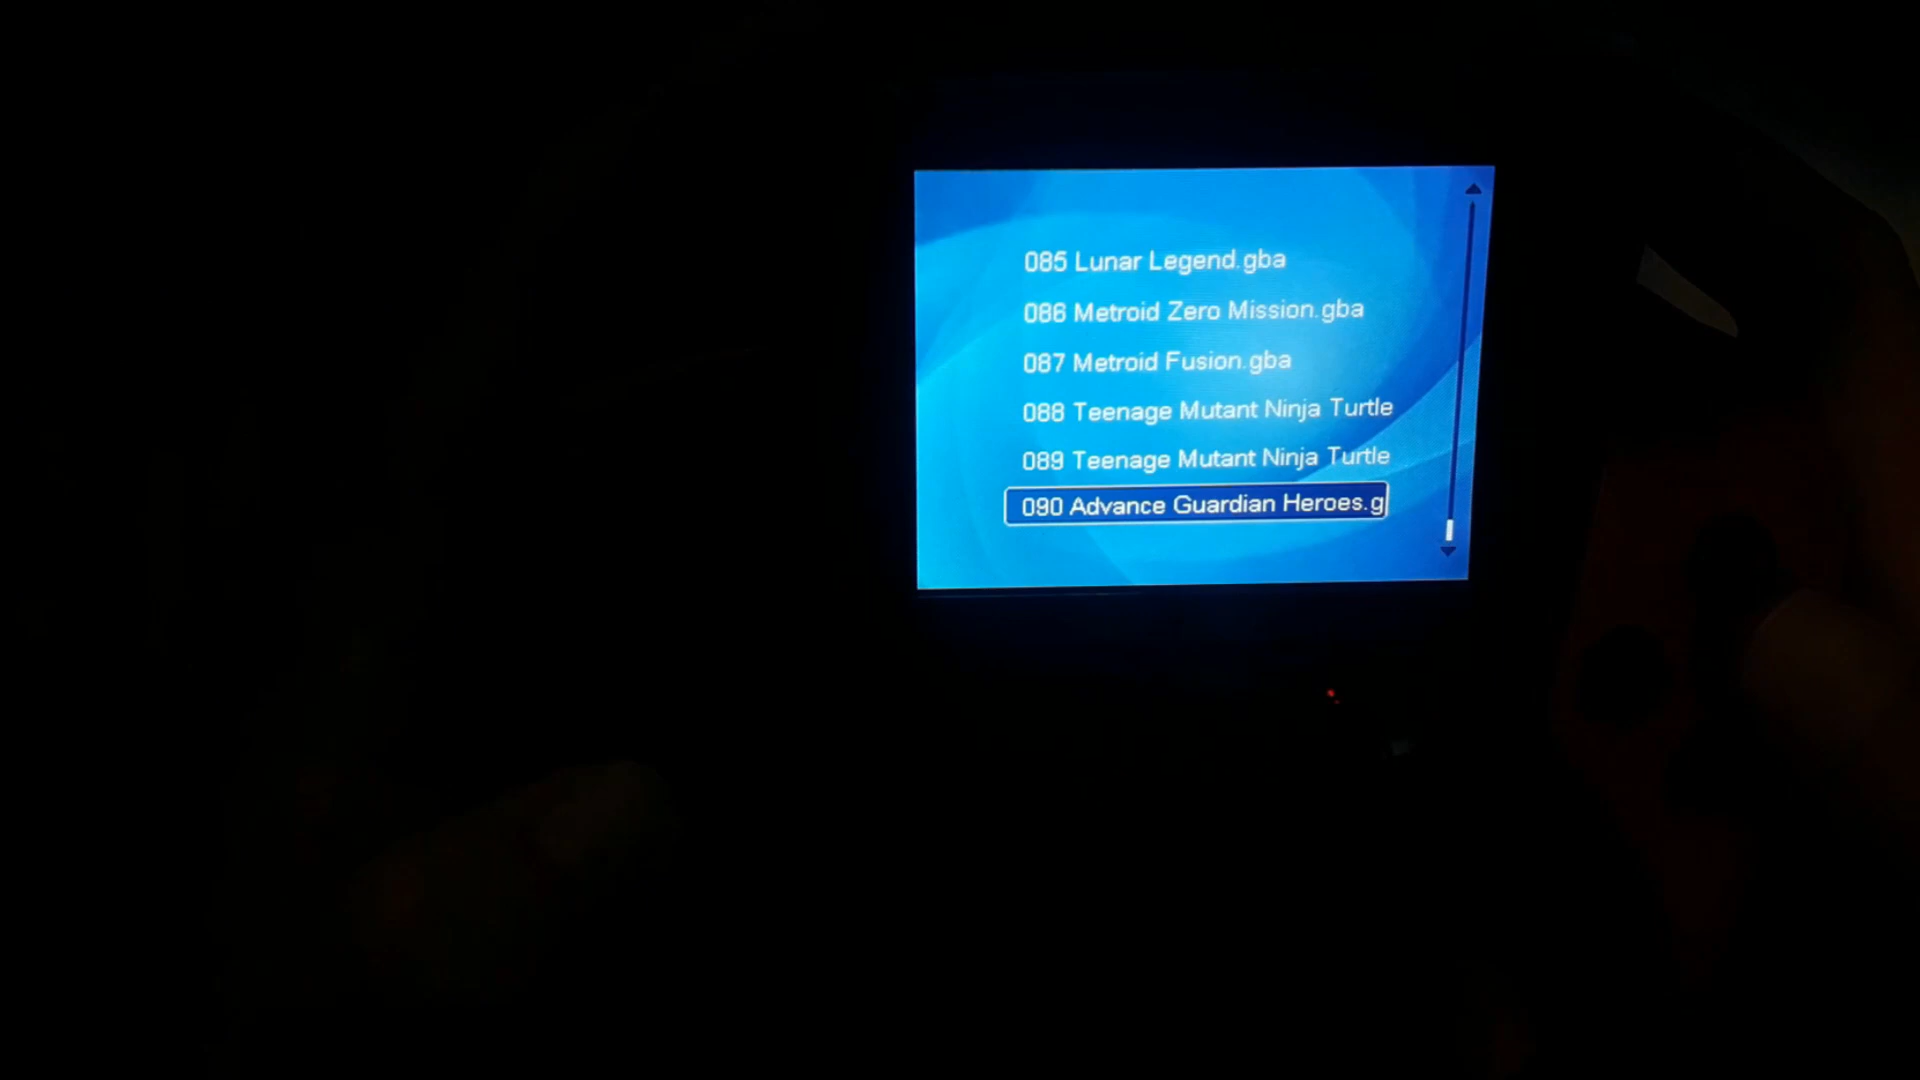 085 Lunar Legend.gba
086 Metroid Zero Mission.gba
087 Metroid Fusion.gba
088 Teenage Mutant Ninja Turtle
089 Teenage Mutant Ninja Turtle
090 Advance Guardian Heroes.g